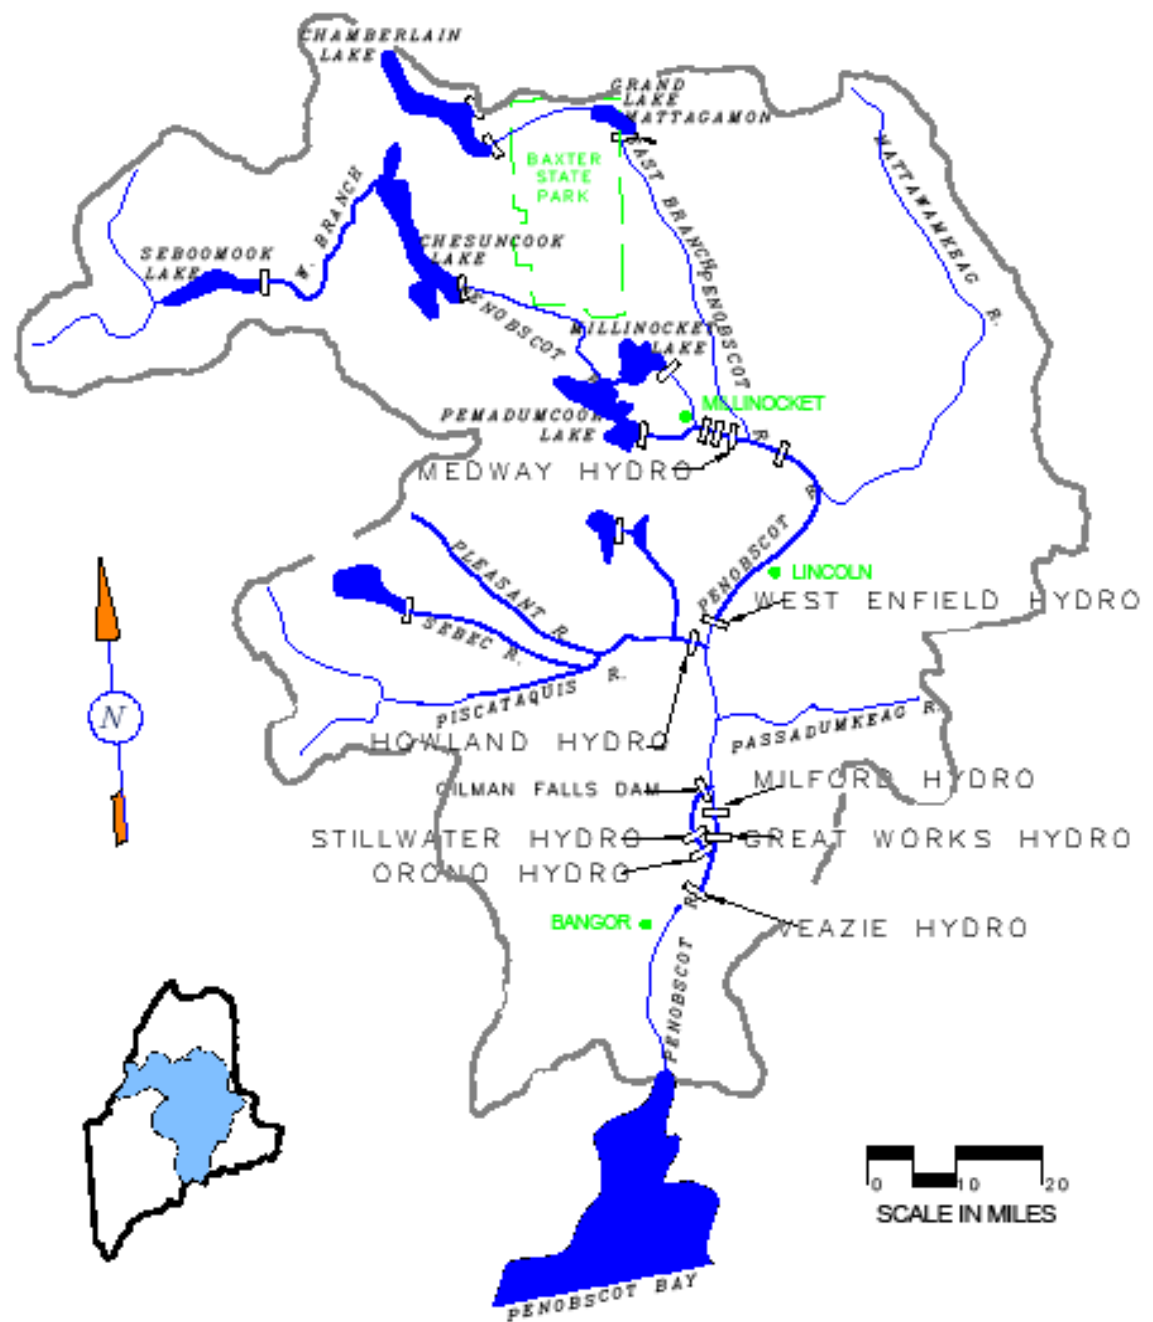 CHAMBERLAIN
LAKE
GRAND
LAKE
MATTAGAMON
BAXTER
STATE
PARK
EAST BRANCH PENOBSCOT R.
MATTAWAMKEAG R.
W. BRANCH
SEBOOMOOK
LAKE
CHESUNCOOK
LAKE
PENOBSCOT R.
MILLINOCKET
LAKE
MILLINOCKET
PEMADUMCOOK
LAKE
MEDWAY HYDRO
PENOBSCOT R.
PLEASANT R.
LINCOLN
WEST ENFIELD HYDRO
SEBEC R.
PISCATAQUIS R.
PASSADUMKEAG R.
HOWLAND HYDRO
GILMAN FALLS DAM
MILFORD HYDRO
STILLWATER HYDRO
GREAT WORKS HYDRO
ORONO HYDRO
BANGOR
VEAZIE HYDRO
PENOBSCOT R.
N
0 10 20
SCALE IN MILES
PENOBSCOT BAY